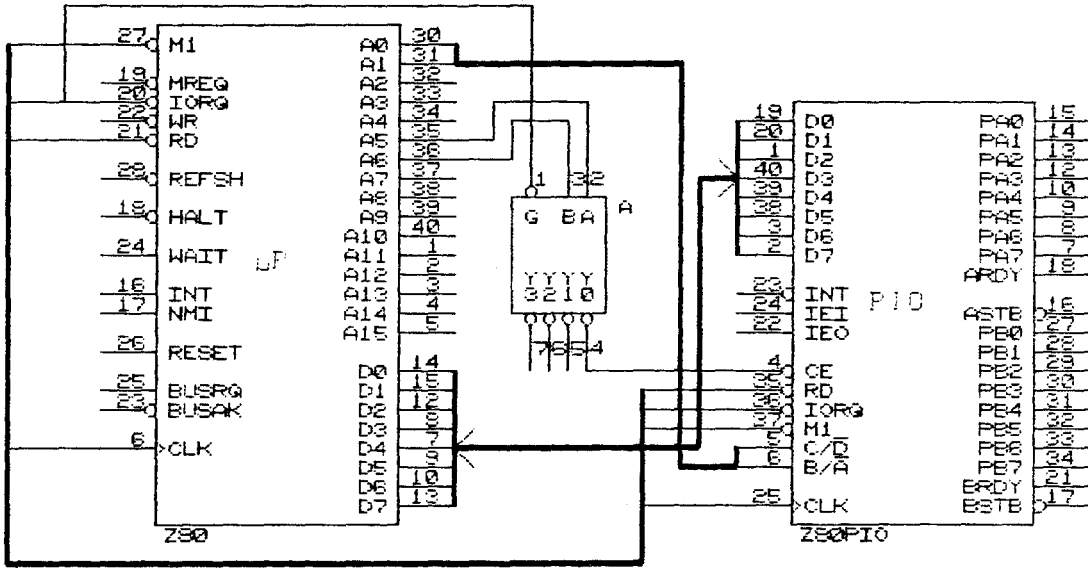 27 M1
19 MREQ
20 IORQ
22 WR
21 RD
28 REFSH
18 HALT
24 WAIT
16 INT
17 NMI
26 RESET
25 BUSRQ
23 BUSAK
6 CLK
A0 30
A1 31
A2 32
A3 33
A4 34
A5 35
A6 36
A7 37
A8 38
A9 39
A10 40
A11 1
A12 2
A13 3
A14 4
A15 5
D0 14
D1 15
D2 12
D3 8
D4 7
D5 9
D6 10
D7 13
Z80
1 3 2
G B A
A
Y Y Y Y
3 2 1 0
7 6 5 4
19 D0
20 D1
1 D2
40 D3
39 D4
38 D5
3 D6
2 D7
23 INT
24 IEI
22 IEO
4 CE
35 RD
36 IORQ
37 M1
5 C/D
6 B/A
25 CLK
PIO
PA0 15
PA1 14
PA2 13
PA3 12
PA4 10
PA5 9
PA6 8
PA7 7
ARDY 18
ASTB 16
PB0 27
PB1 28
PB2 29
PB3 30
PB4 31
PB5 32
PB6 33
PB7 34
BRDY 21
BSTB 17
Z80PIO